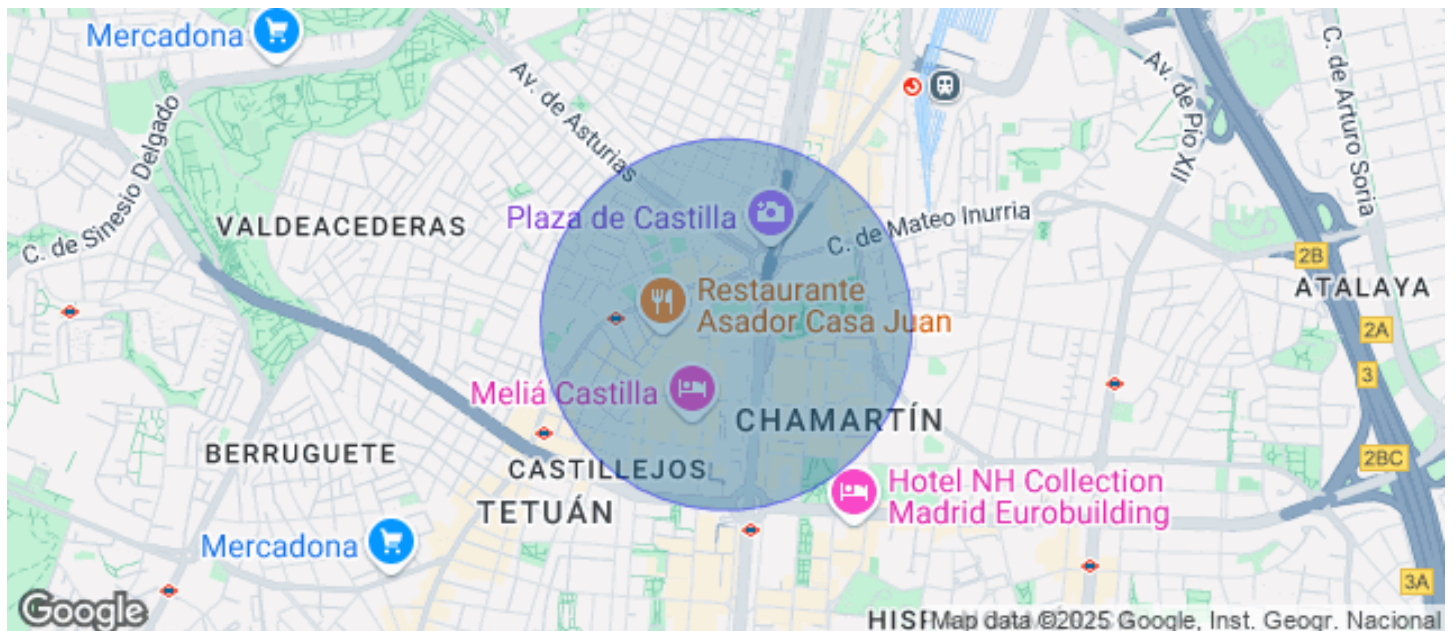 Mercadona
Av. de Asturias
Av. de Pío XII
C. de Arturo Soria
C. de Sinesio Delgado
VALDEACEDERAS
Plaza de Castilla
C. de Mateo Inurria
2B
ATALAYA
Restaurante
Asador Casa Juan
2A
3
Meliá Castilla
CHAMARTÍN
BERRUGUETE
CASTILLEJOS
2BC
TETUÁN
Hotel NH Collection
Madrid Eurobuilding
Mercadona
3A
Google
Map data ©2025 Google, Inst. Geogr. Nacional